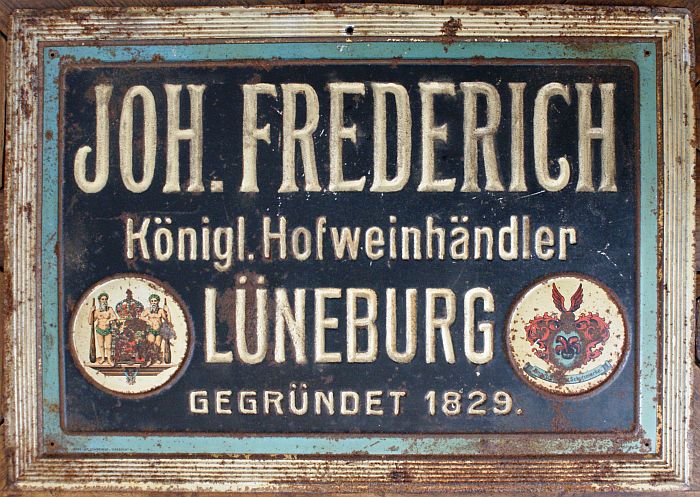 JOH. FREDERICH
Königl. Hofweinhändler
LÜNEBURG
GEGRÜNDET 1829.